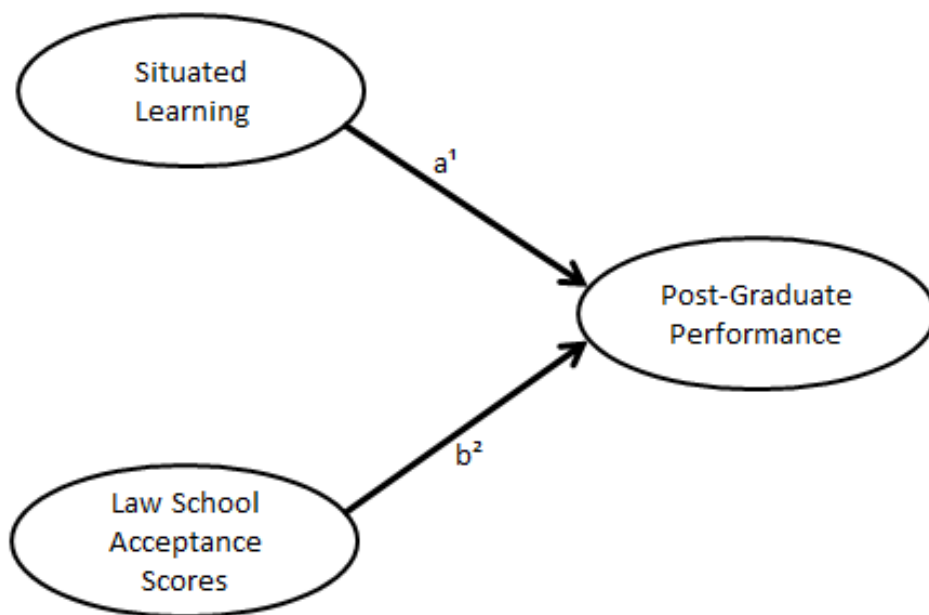 Situated
Learning
a¹
Post-Graduate
Performance
b²
Law School
Acceptance
Scores